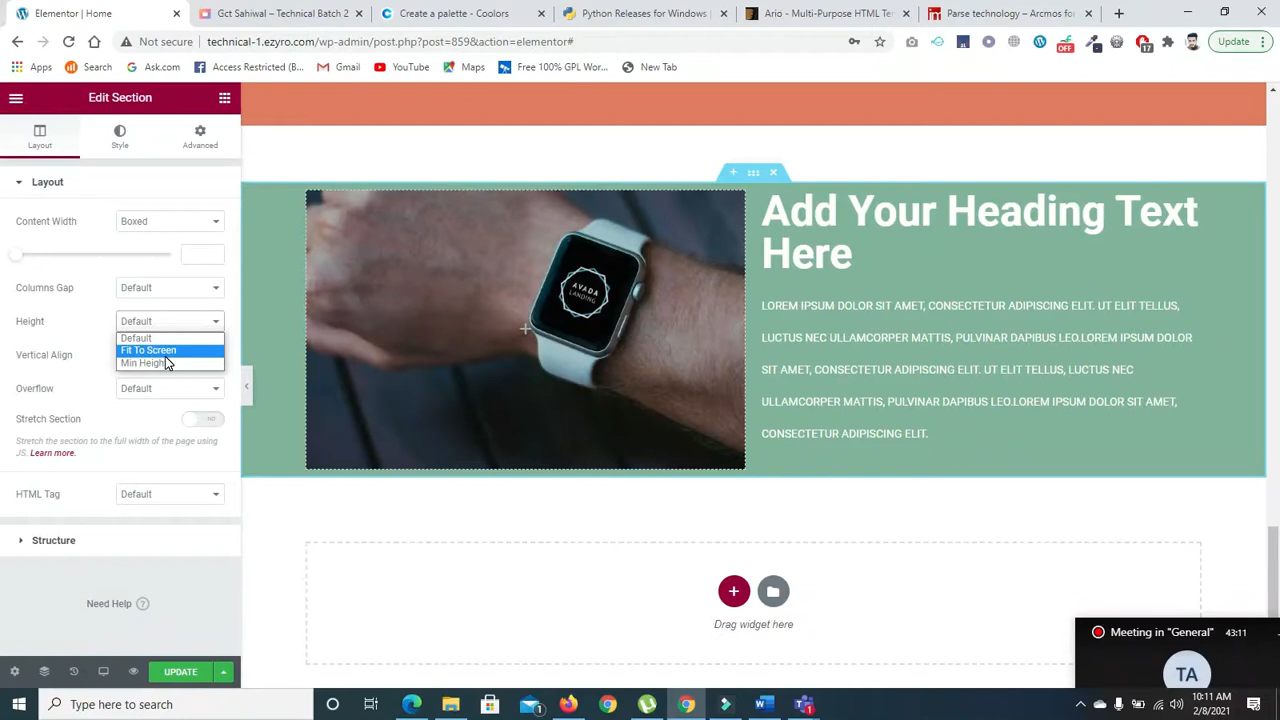 Elementor | Home
Gct Sahiwal - Technical Batch 2
Create a palette - Coolors
Python Releases for Windows
Ario - Multi-Purpose HTML Te
Parse technology – Arcmos for
Not secure
technical-1.ezyro.com/wp-admin/post.php?post=859&action=elementor#
OFF
17
Update
Apps
Search
Ask.com
Access Restricted (B...
Gmail
YouTube
Maps
Free 100% GPL Wor...
New Tab
Edit Section
Layout
Style
Advanced
Layout
Content Width
Boxed
Columns Gap
Default
Height
Default
Default
Fit To Screen
Min Height
Vertical Align
Overflow
Default
Stretch Section
NO
Stretch the section to the full width of the page using
JS. Learn more.
HTML Tag
Default
Structure
Need Help
UPDATE
AVADA
LANDING
Add Your Heading Text
Here
LOREM IPSUM DOLOR SIT AMET, CONSECTETUR ADIPISCING ELIT. UT ELIT TELLUS,
LUCTUS NEC ULLAMCORPER MATTIS, PULVINAR DAPIBUS LEO.LOREM IPSUM DOLOR
SIT AMET, CONSECTETUR ADIPISCING ELIT. UT ELIT TELLUS, LUCTUS NEC
ULLAMCORPER MATTIS, PULVINAR DAPIBUS LEO.LOREM IPSUM DOLOR SIT AMET,
CONSECTETUR ADIPISCING ELIT.
Drag widget here
Meeting in "General"
43:11
TA
Type here to search
1
10:11 AM
2/8/2021